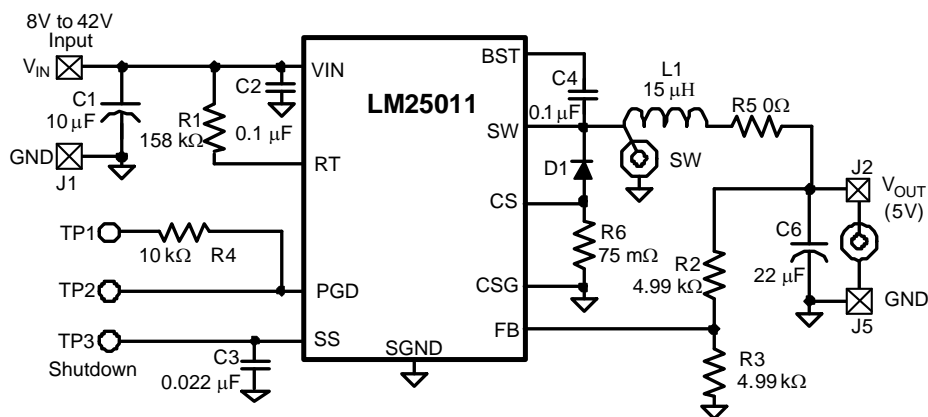 8V to 42V
Input
VIN
C1
10 μF
GND
J1
R1
158 kΩ
C2
0.1 μF
VIN
LM25011
RT
TP1
10 kΩ
R4
TP2
PGD
TP3
SS
Shutdown
C3
0.022 μF
SGND
BST
C4
0.1 μF
SW
L1
15 μH
R5 0Ω
SW
D1
CS
R6
75 mΩ
CSG
FB
R2
4.99 kΩ
R3
4.99 kΩ
C6
22 μF
J2
VOUT
(5V)
GND
J5